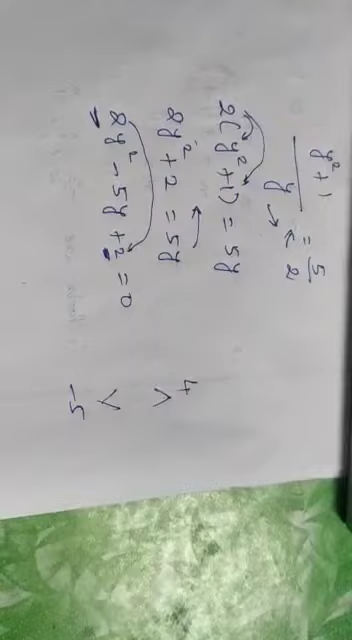 y²+1 / y = 5/2
2(y²+1) = 5y
2y²+2 = 5y
2y² - 5y + 2 = 0
4
-5